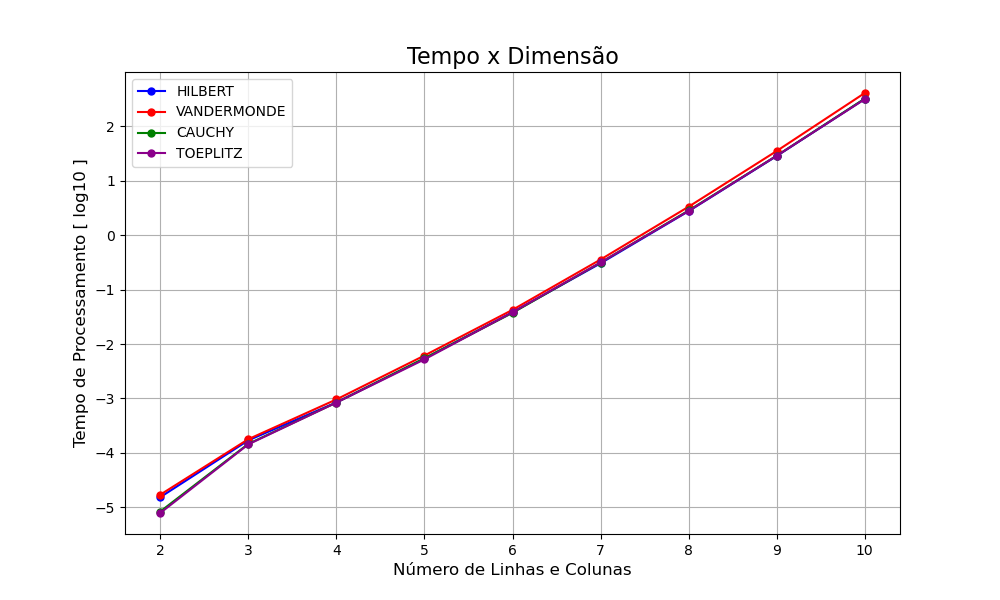 Tempo x Dimensão
HILBERT
VANDERMONDE
CAUCHY
TOEPLITZ
Tempo de Processamento [ log10 ]
2
1
0
−1
−2
−3
−4
−5
2 3 4 5 6 7 8 9 10
Número de Linhas e Colunas